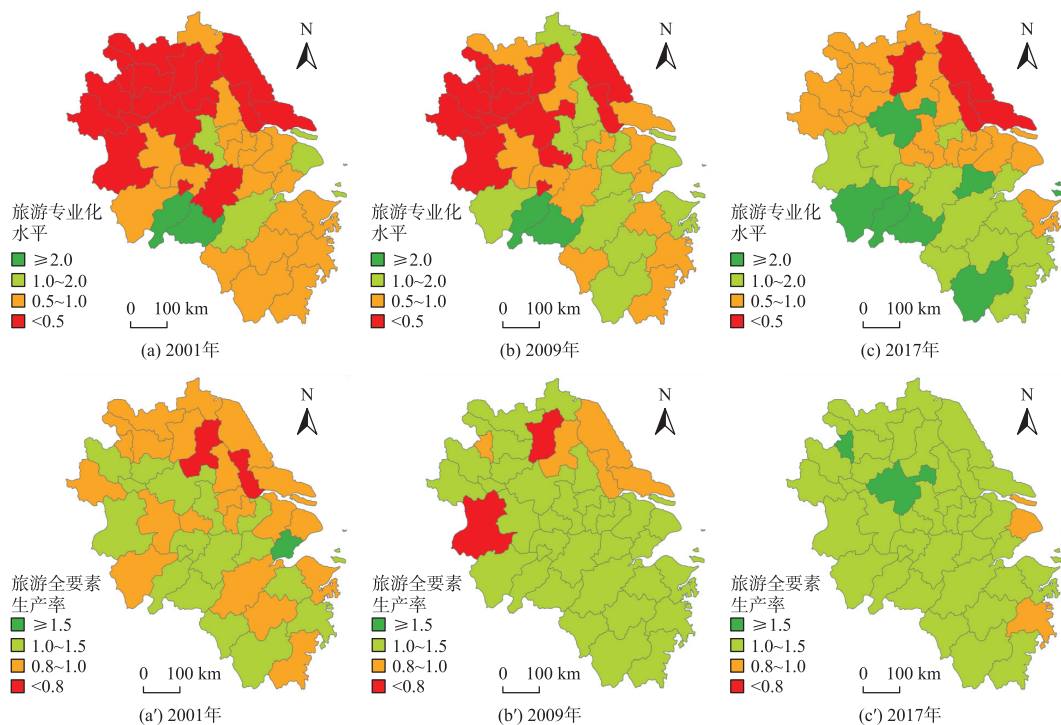 N
旅游专业化
水平
≥2.0
1.0~2.0
0.5~1.0
<0.5
0 100 km
(a) 2001年
N
旅游专业化
水平
≥2.0
1.0~2.0
0.5~1.0
<0.5
0 100 km
(b) 2009年
N
旅游专业化
水平
≥2.0
1.0~2.0
0.5~1.0
<0.5
0 100 km
(c) 2017年
N
旅游全要素
生产率
≥1.5
1.0~1.5
0.8~1.0
<0.8
0 100 km
(a′) 2001年
N
旅游全要素
生产率
≥1.5
1.0~1.5
0.8~1.0
<0.8
0 100 km
(b′) 2009年
N
旅游全要素
生产率
≥1.5
1.0~1.5
0.8~1.0
<0.8
0 100 km
(c′) 2017年